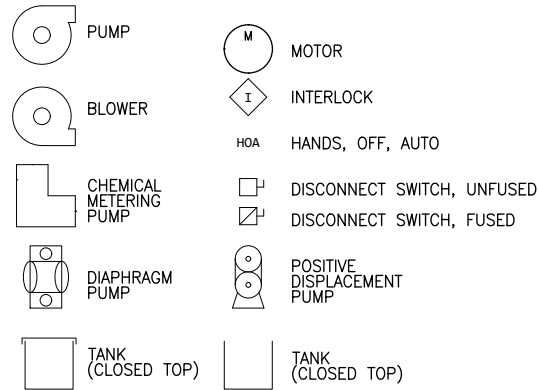 PUMP
BLOWER
CHEMICAL
METERING
PUMP
DIAPHRAGM
PUMP
TANK
(CLOSED TOP)
M
MOTOR
I
INTERLOCK
HOA
HANDS, OFF, AUTO
DISCONNECT SWITCH, UNFUSED
DISCONNECT SWITCH, FUSED
POSITIVE
DISPLACEMENT
PUMP
TANK
(CLOSED TOP)